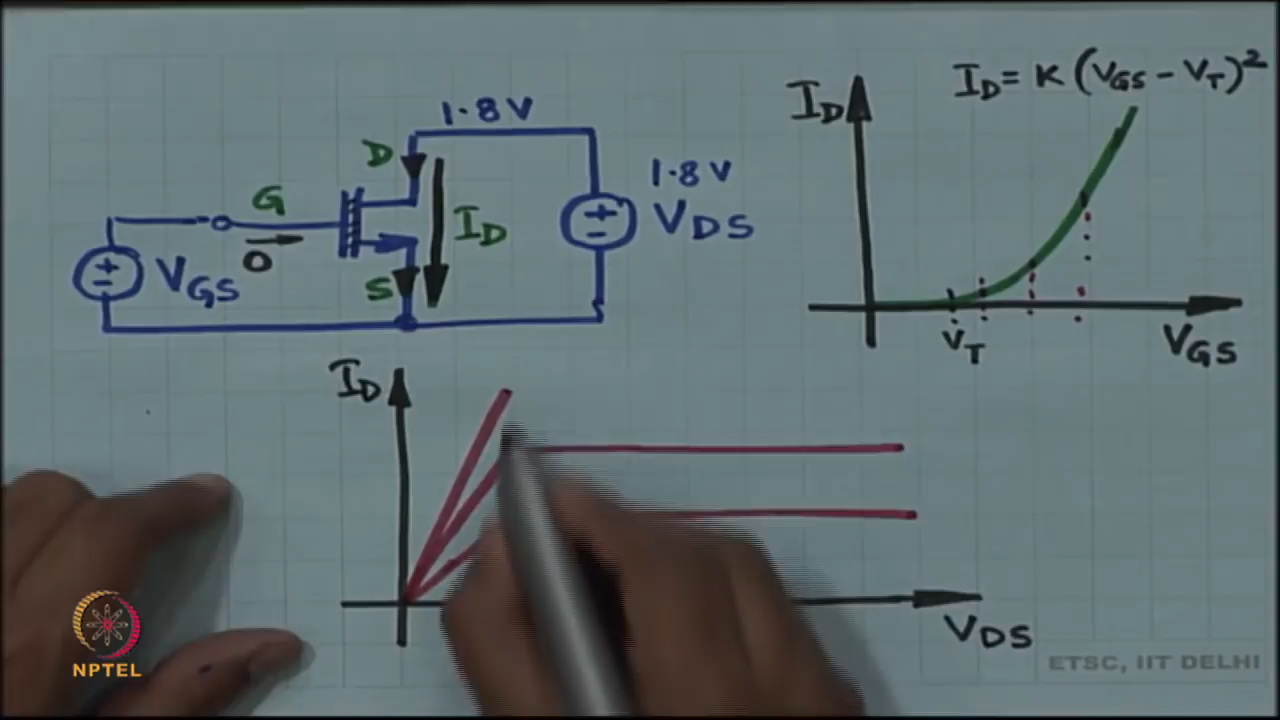 I_D = K (V_GS - V_T)^2
I_D
1.8 V
D
1.8 V
G
I_D
V_DS
0
V_GS
S
V_T
V_GS
I_D
V_DS
ETSC, IIT DELHI
NPTEL